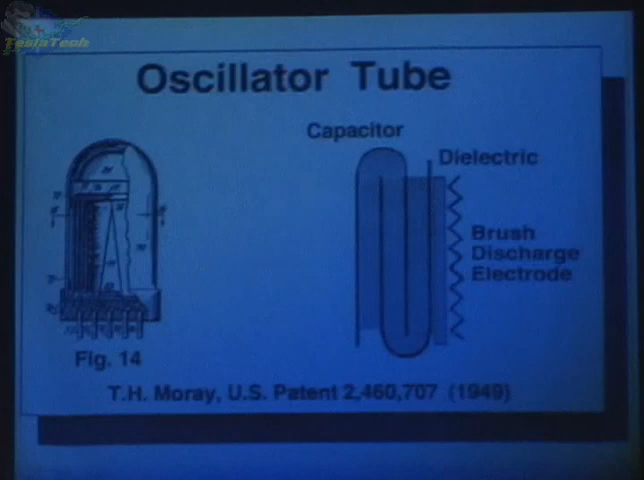 TeslaTech
Oscillator Tube
Capacitor
Dielectric
Brush
Discharge
Electrode
Fig. 14
T.H. Moray, U.S. Patent 2,460,707 (1949)